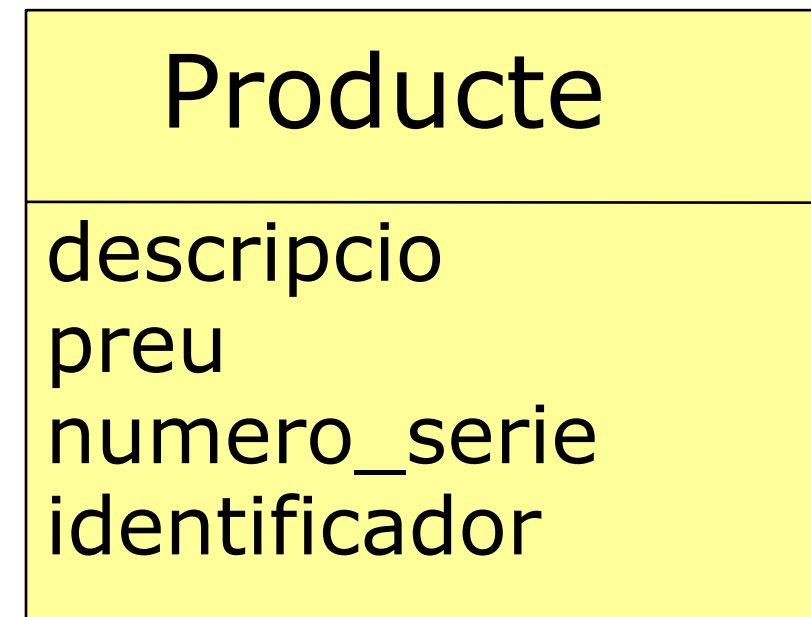 Producte
descripcio
preu
numero_serie
identificador